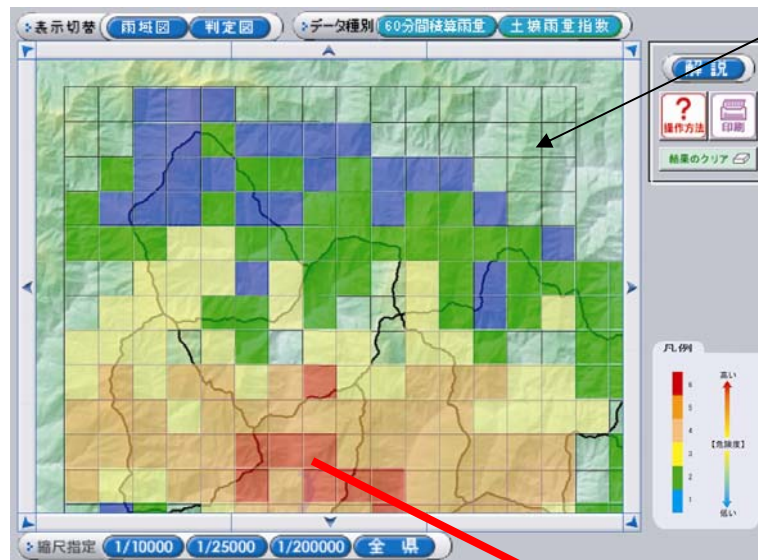 表示切替 雨域図 判定図 データ種別 60分間積算雨量 土壌雨量指数
解説
?
操作方法 印刷
結果のクリア
凡例
6 高い
5
4
3 【危険度】
2
1 低い
縮尺指定 1/10000 1/25000 1/200000 全県